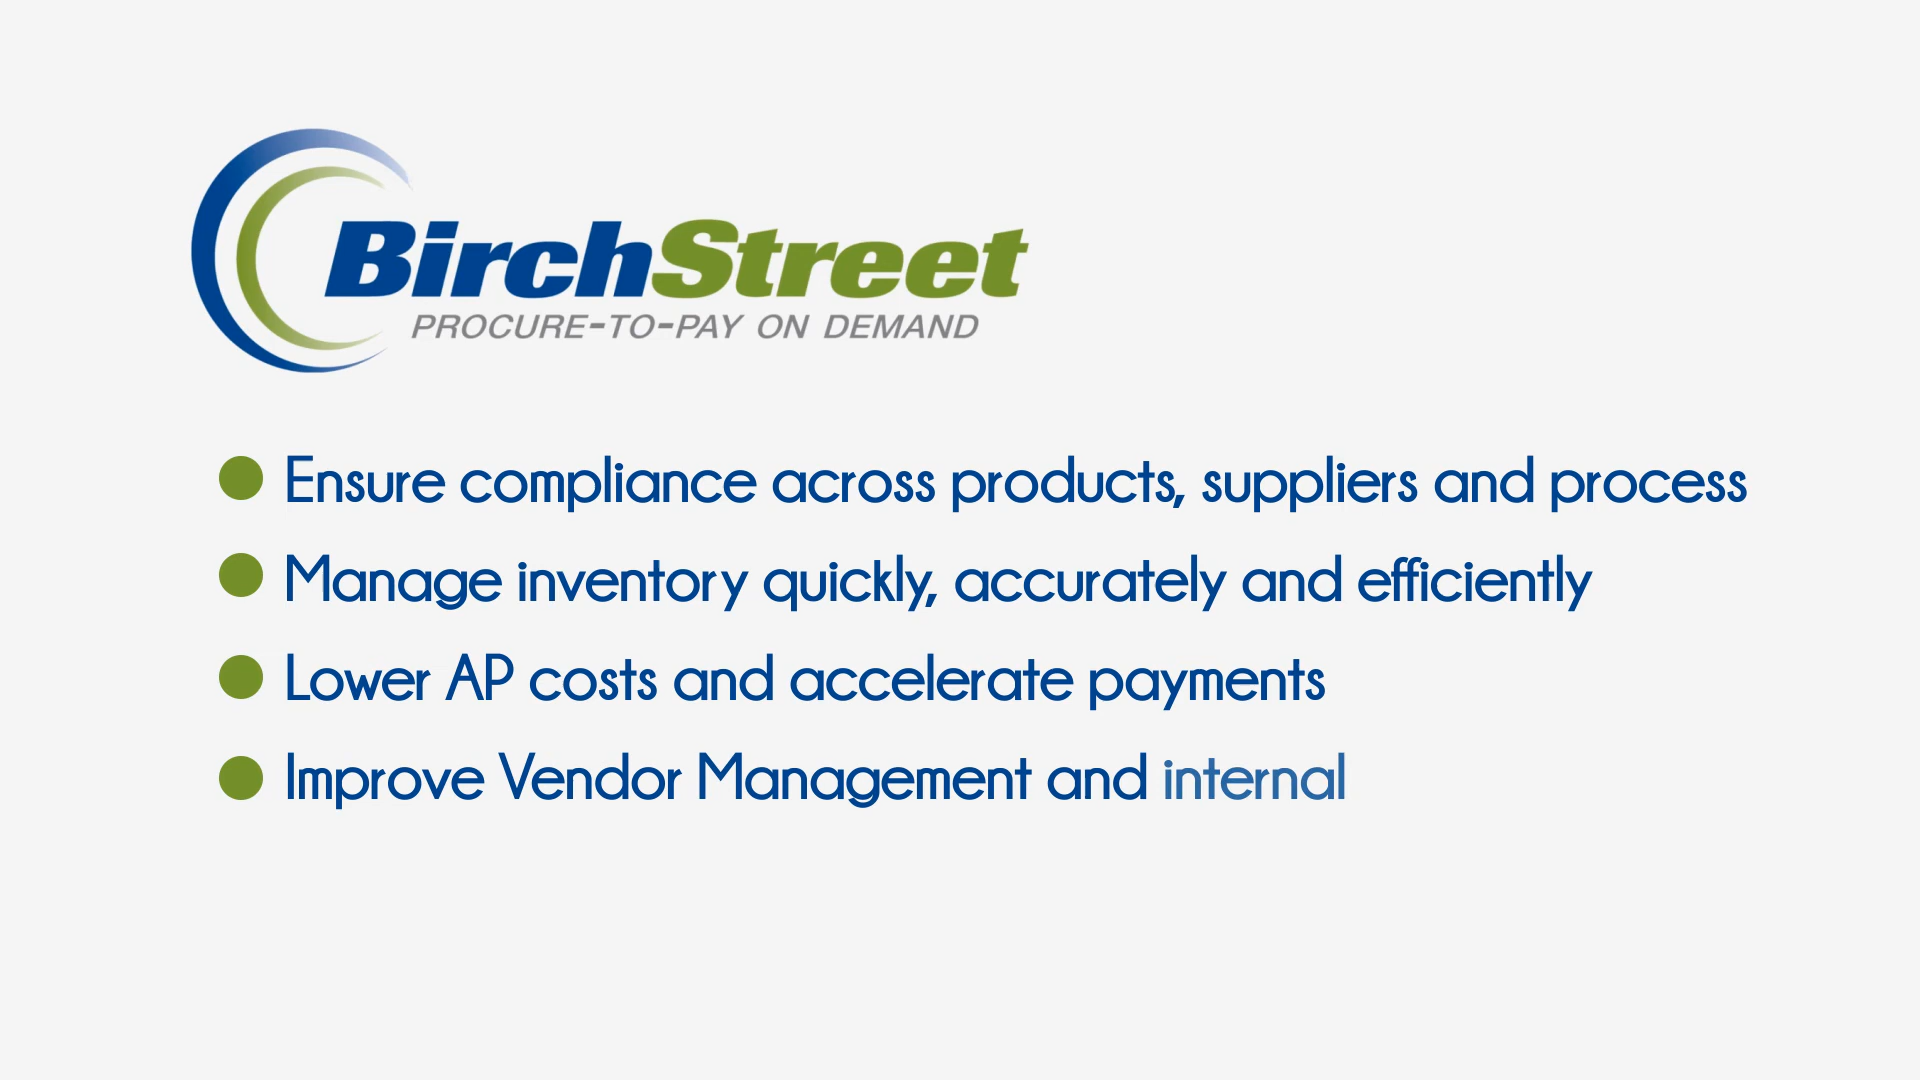 BirchStreet
PROCURE-TO-PAY ON DEMAND
Ensure compliance across products, suppliers and process
Manage inventory quickly, accurately and efficiently
Lower AP costs and accelerate payments
Improve Vendor Management and internal